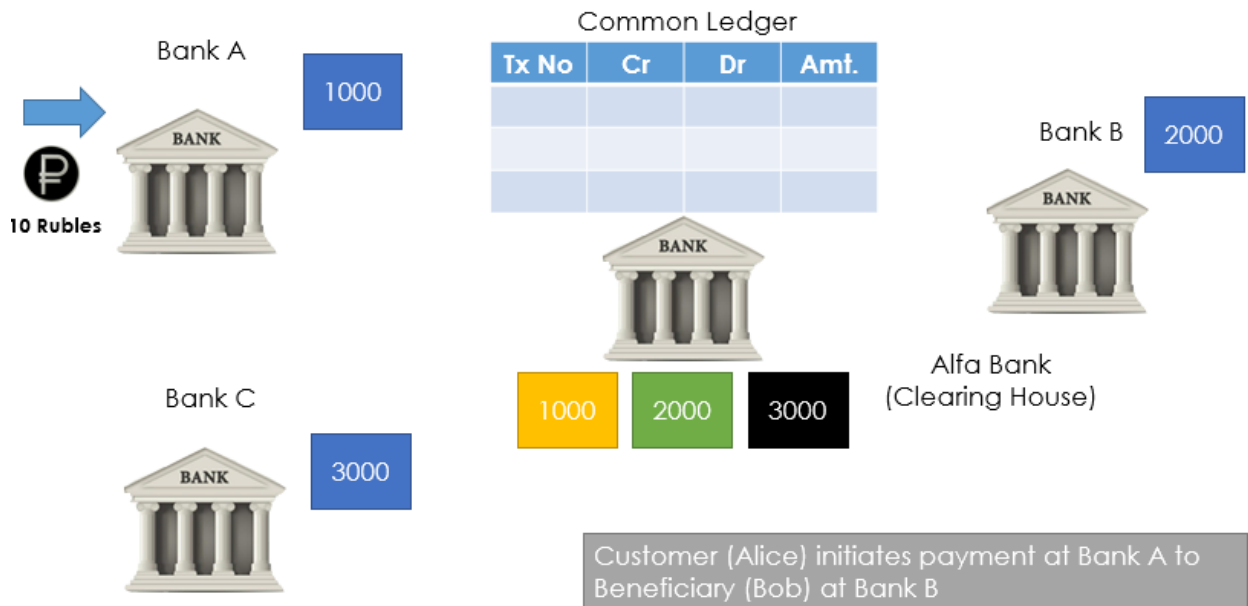 Common Ledger
Bank A
1000
Tx No Cr Dr Amt.
BANK
10 Rubles
Bank B
2000
BANK
BANK
Alfa Bank
(Clearing House)
1000
2000
3000
Bank C
3000
BANK
Customer (Alice) initiates payment at Bank A to
Beneficiary (Bob) at Bank B